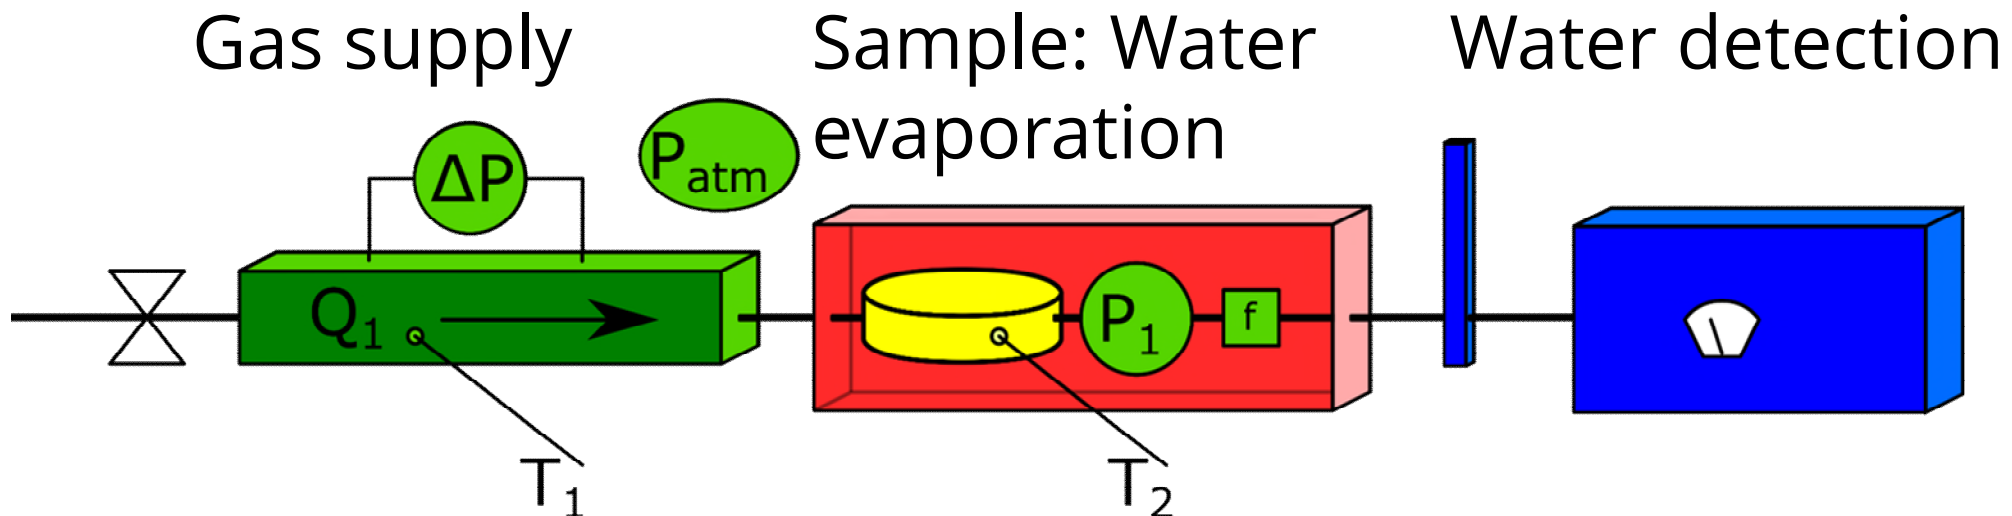 Gas supply
Sample: Water
evaporation
Water detection
ΔP
Patm
Q1
P1
f
T1
T2